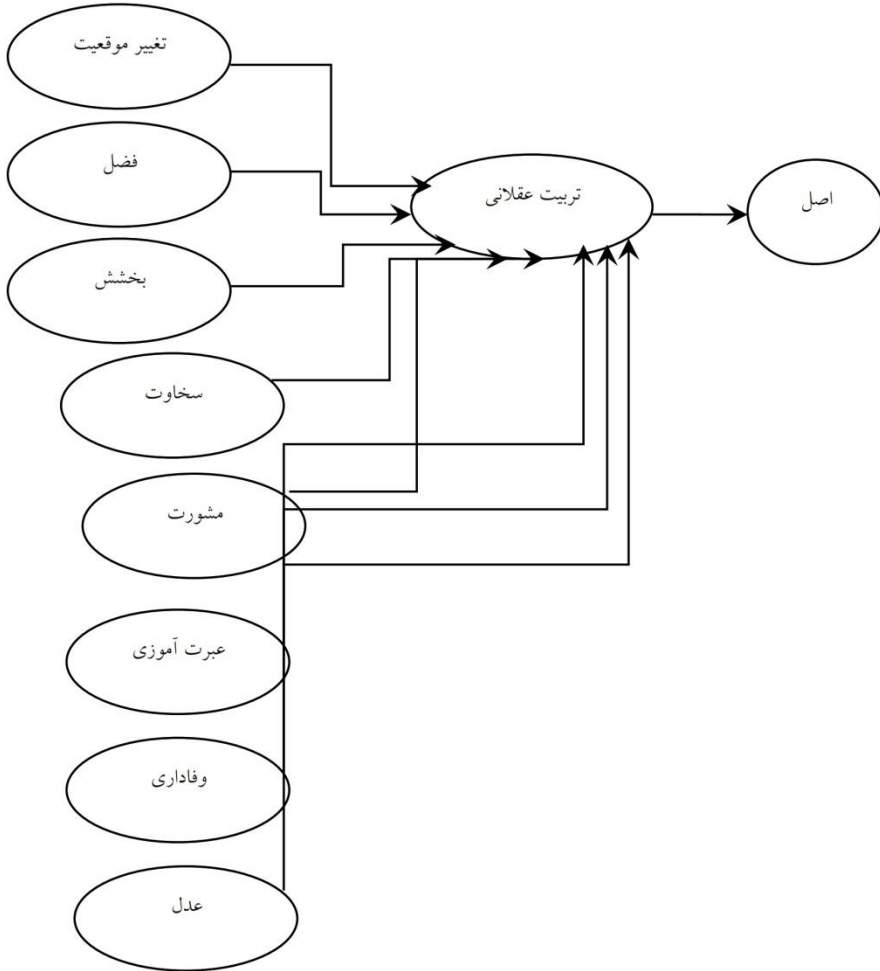 تغییر موقعیت
فضل
تربیت عقلانی
اصل
بخشش
سخاوت
مشورت
عبرت آموزی
وفاداری
عدل